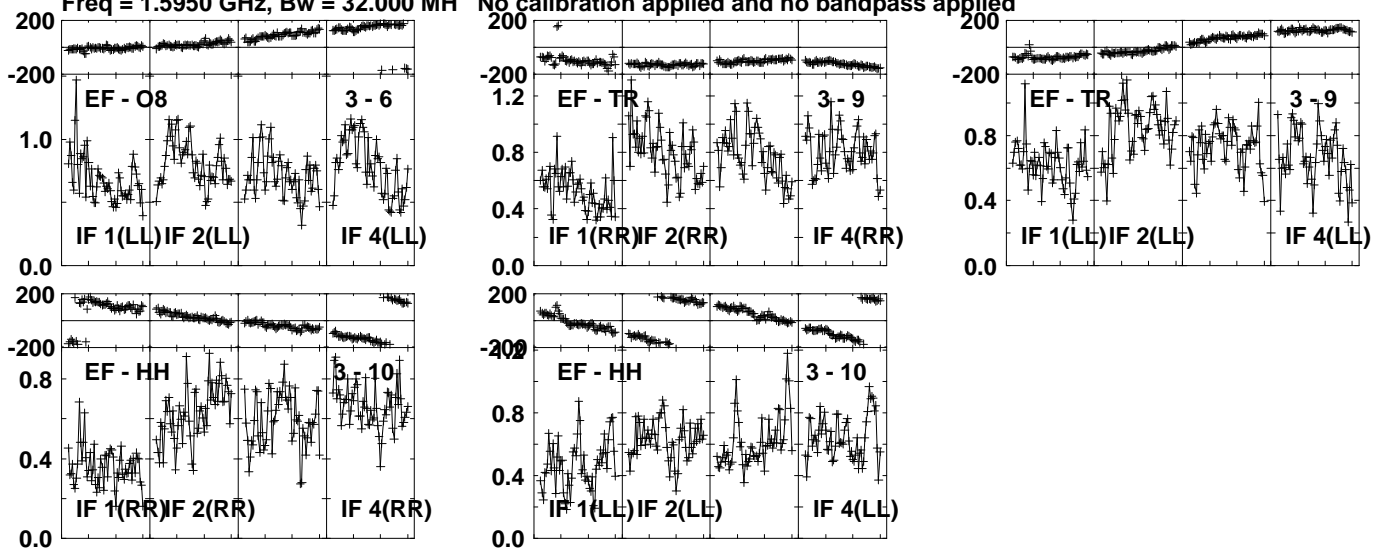 Freq = 1.5950 GHz, Bw = 32.000 MH   No calibration applied and no bandpass applied
200
-200
EF - O8
3 - 6
1.0
IF 1(LL)
IF 2(LL)
IF 4(LL)
0.0
200
-200
1.2
EF - TR
3 - 9
0.8
0.4
IF 1(RR)
IF 2(RR)
IF 4(RR)
0.0
200
-200
EF - TR
3 - 9
0.8
0.4
IF 1(LL)
IF 2(LL)
IF 4(LL)
0.0
200
-200
EF - HH
3 - 10
0.8
0.4
IF 1(RR)
IF 2(RR)
IF 4(RR)
0.0
200
-200
1.2
EF - HH
3 - 10
0.8
0.4
IF 1(LL)
IF 2(LL)
IF 4(LL)
0.0